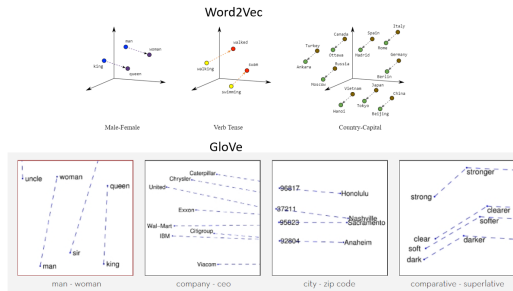 Word2Vec
man
woman
king
queen
Male-Female
walked
walking
swam
swimming
Verb Tense
Canada
Spain
Italy
Turkey
Ottawa
Madrid
Rome
Germany
Ankara
Russia
Berlin
Moscow
Vietnam
Japan
China
Hanoi
Tokyo
Beijing
Country-Capital
GloVe
uncle
woman
queen
man
sir
king
man - woman
Caterpillar
Chrysler
United
Exxon
Wal-Mart
Citigroup
IBM
Viacom
company - ceo
96817
Honolulu
37211
Nashville
95823
Sacramento
92804
Anaheim
city - zip code
stronger
strong
clearer
softer
clear
soft
darker
dark
comparative - superlative